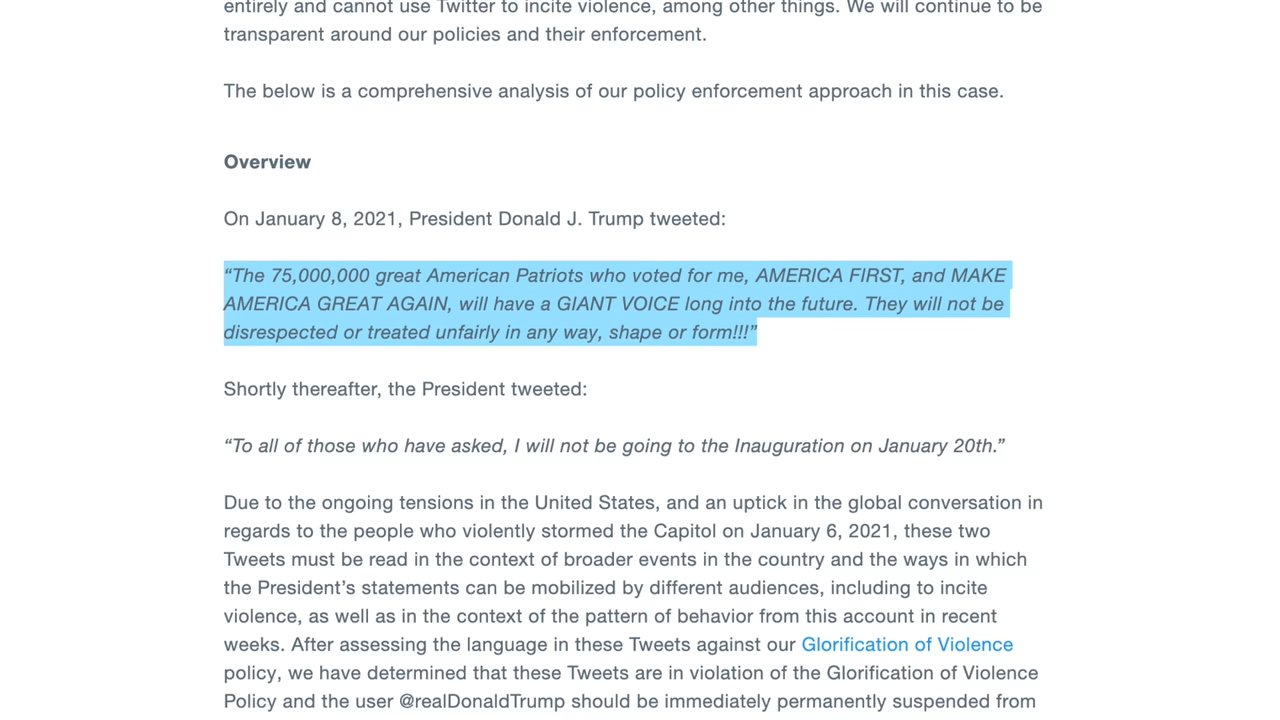 entirely and cannot use Twitter to incite violence, among other things. We will continue to be
transparent around our policies and their enforcement.
The below is a comprehensive analysis of our policy enforcement approach in this case.
Overview
On January 8, 2021, President Donald J. Trump tweeted:
“The 75,000,000 great American Patriots who voted for me, AMERICA FIRST, and MAKE
AMERICA GREAT AGAIN, will have a GIANT VOICE long into the future. They will not be
disrespected or treated unfairly in any way, shape or form!!!”
Shortly thereafter, the President tweeted:
“To all of those who have asked, I will not be going to the Inauguration on January 20th.”
Due to the ongoing tensions in the United States, and an uptick in the global conversation in
regards to the people who violently stormed the Capitol on January 6, 2021, these two
Tweets must be read in the context of broader events in the country and the ways in which
the President’s statements can be mobilized by different audiences, including to incite
violence, as well as in the context of the pattern of behavior from this account in recent
weeks. After assessing the language in these Tweets against our Glorification of Violence
policy, we have determined that these Tweets are in violation of the Glorification of Violence
Policy and the user @realDonaldTrump should be immediately permanently suspended from